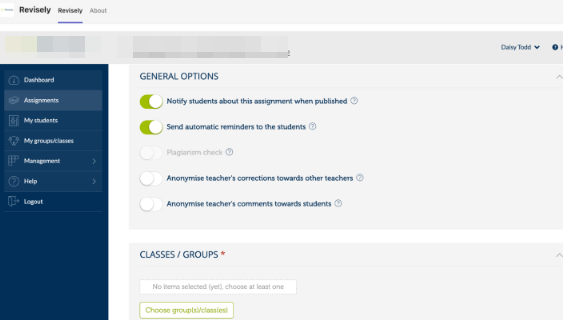 Revisely Revisely About
Daisy Todd
Dashboard
Assignments
My students
My groups/classes
Management
Help
Logout
GENERAL OPTIONS
Notify students about this assignment when published
Send automatic reminders to the students
Plagiarism check
Anonymise teacher's corrections towards other teachers
Anonymise teacher's comments towards students
CLASSES / GROUPS *
No items selected (yet), choose at least one
Choose group(s)/class(es)